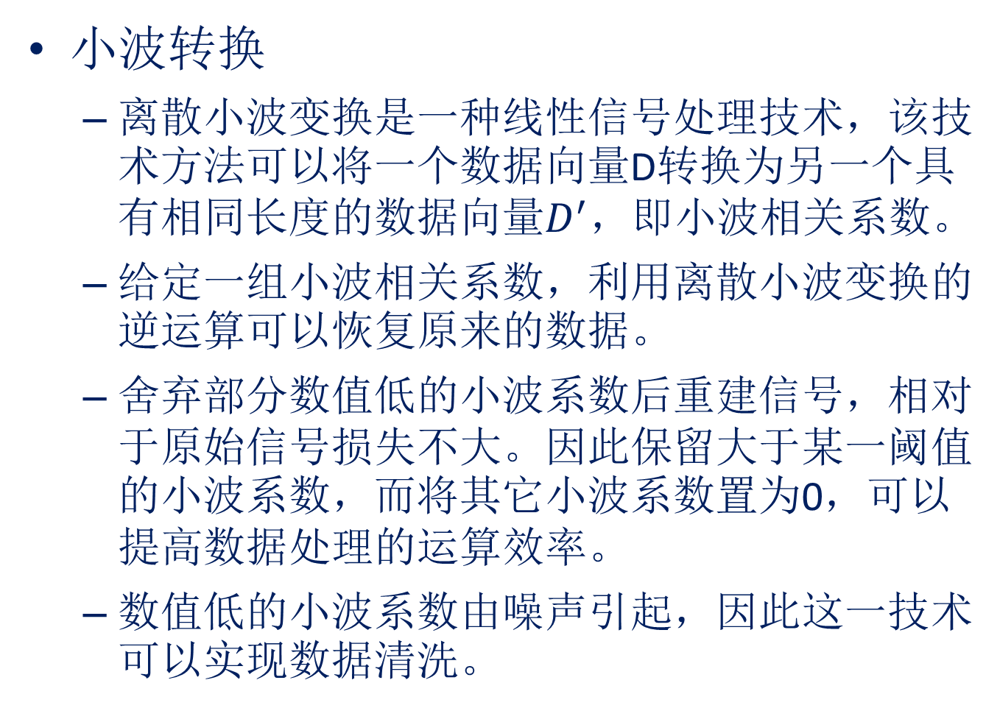 • 小波转换
– 离散小波变换是一种线性信号处理技术，该技
术方法可以将一个数据向量D转换为另一个具
有相同长度的数据向量D′，即小波相关系数。
– 给定一组小波相关系数，利用离散小波变换的
逆运算可以恢复原来的数据。
– 舍弃部分数值低的小波系数后重建信号，相对
于原始信号损失不大。因此保留大于某一阈值
的小波系数，而将其它小波系数置为0，可以
提高数据处理的运算效率。
– 数值低的小波系数由噪声引起，因此这一技术
可以实现数据清洗。